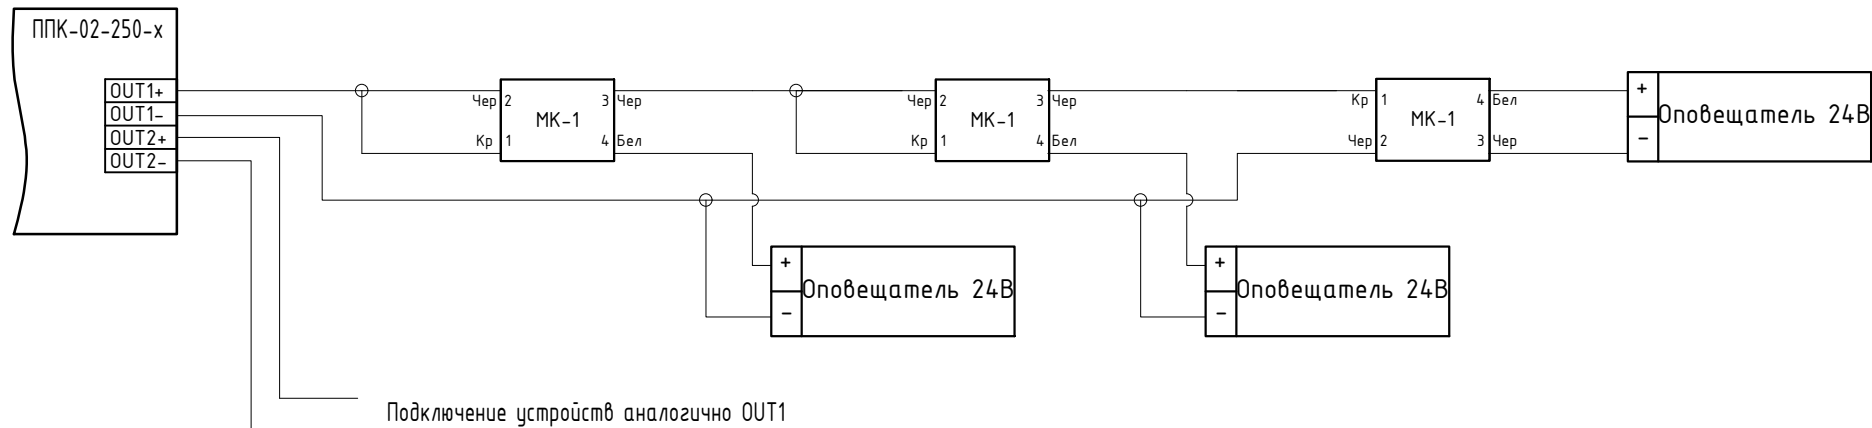 ППК-02-250-х
OUT1+
OUT1-
OUT2+
OUT2-
Чер 2 3 Чер
МК-1
Кр 1 4 Бел
Чер 2 3 Чер
МК-1
Кр 1 4 Бел
Кр 1 4 Бел
МК-1
Чер 2 3 Чер
+
Оповещатель 24В
-
+
Оповещатель 24В
-
+
Оповещатель 24В
-
Подключение устройств аналогично OUT1